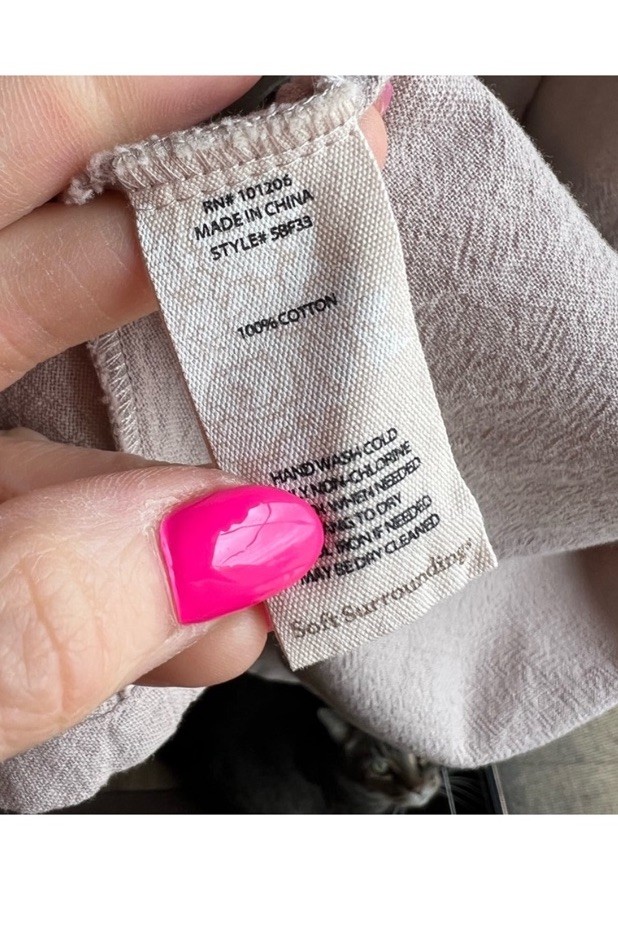 RN# 101206
MADE IN CHINA
STYLE# 5BF33
100% COTTON
HAND WASH COLD
NON-CHLORINE
WHEN NEEDED
TO DRY
IRON IF NEEDED
MAY BE DRY CLEANED
Soft Surroundings